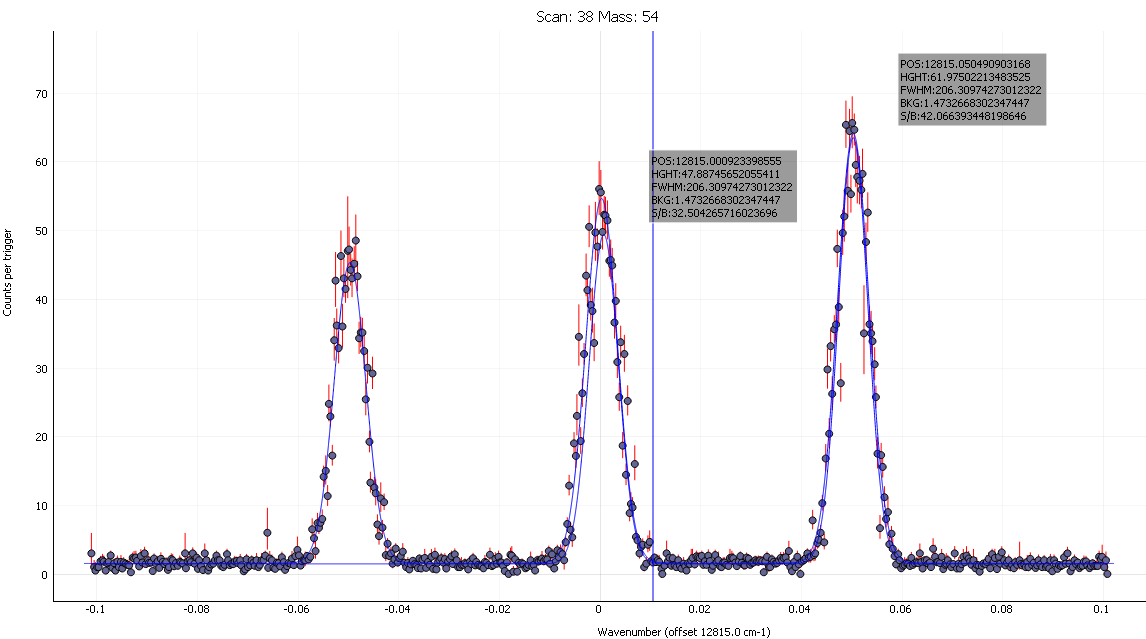 Scan: 38 Mass: 54
POS:12815.050490903168
HGHT:61.97502213483525
FWHM:206.30974273012322
BKG:1.4732668302347447
S/B:42.066393448198646
POS:12815.000923398555
HGHT:47.88745652055411
FWHM:206.30974273012322
BKG:1.4732668302347447
S/B:32.504265716023696
Counts per trigger
70
60
50
40
30
20
10
0
-0.1 -0.08 -0.06 -0.04 -0.02 0 0.02 0.04 0.06 0.08 0.1
Wavenumber (offset 12815.0 cm-1)